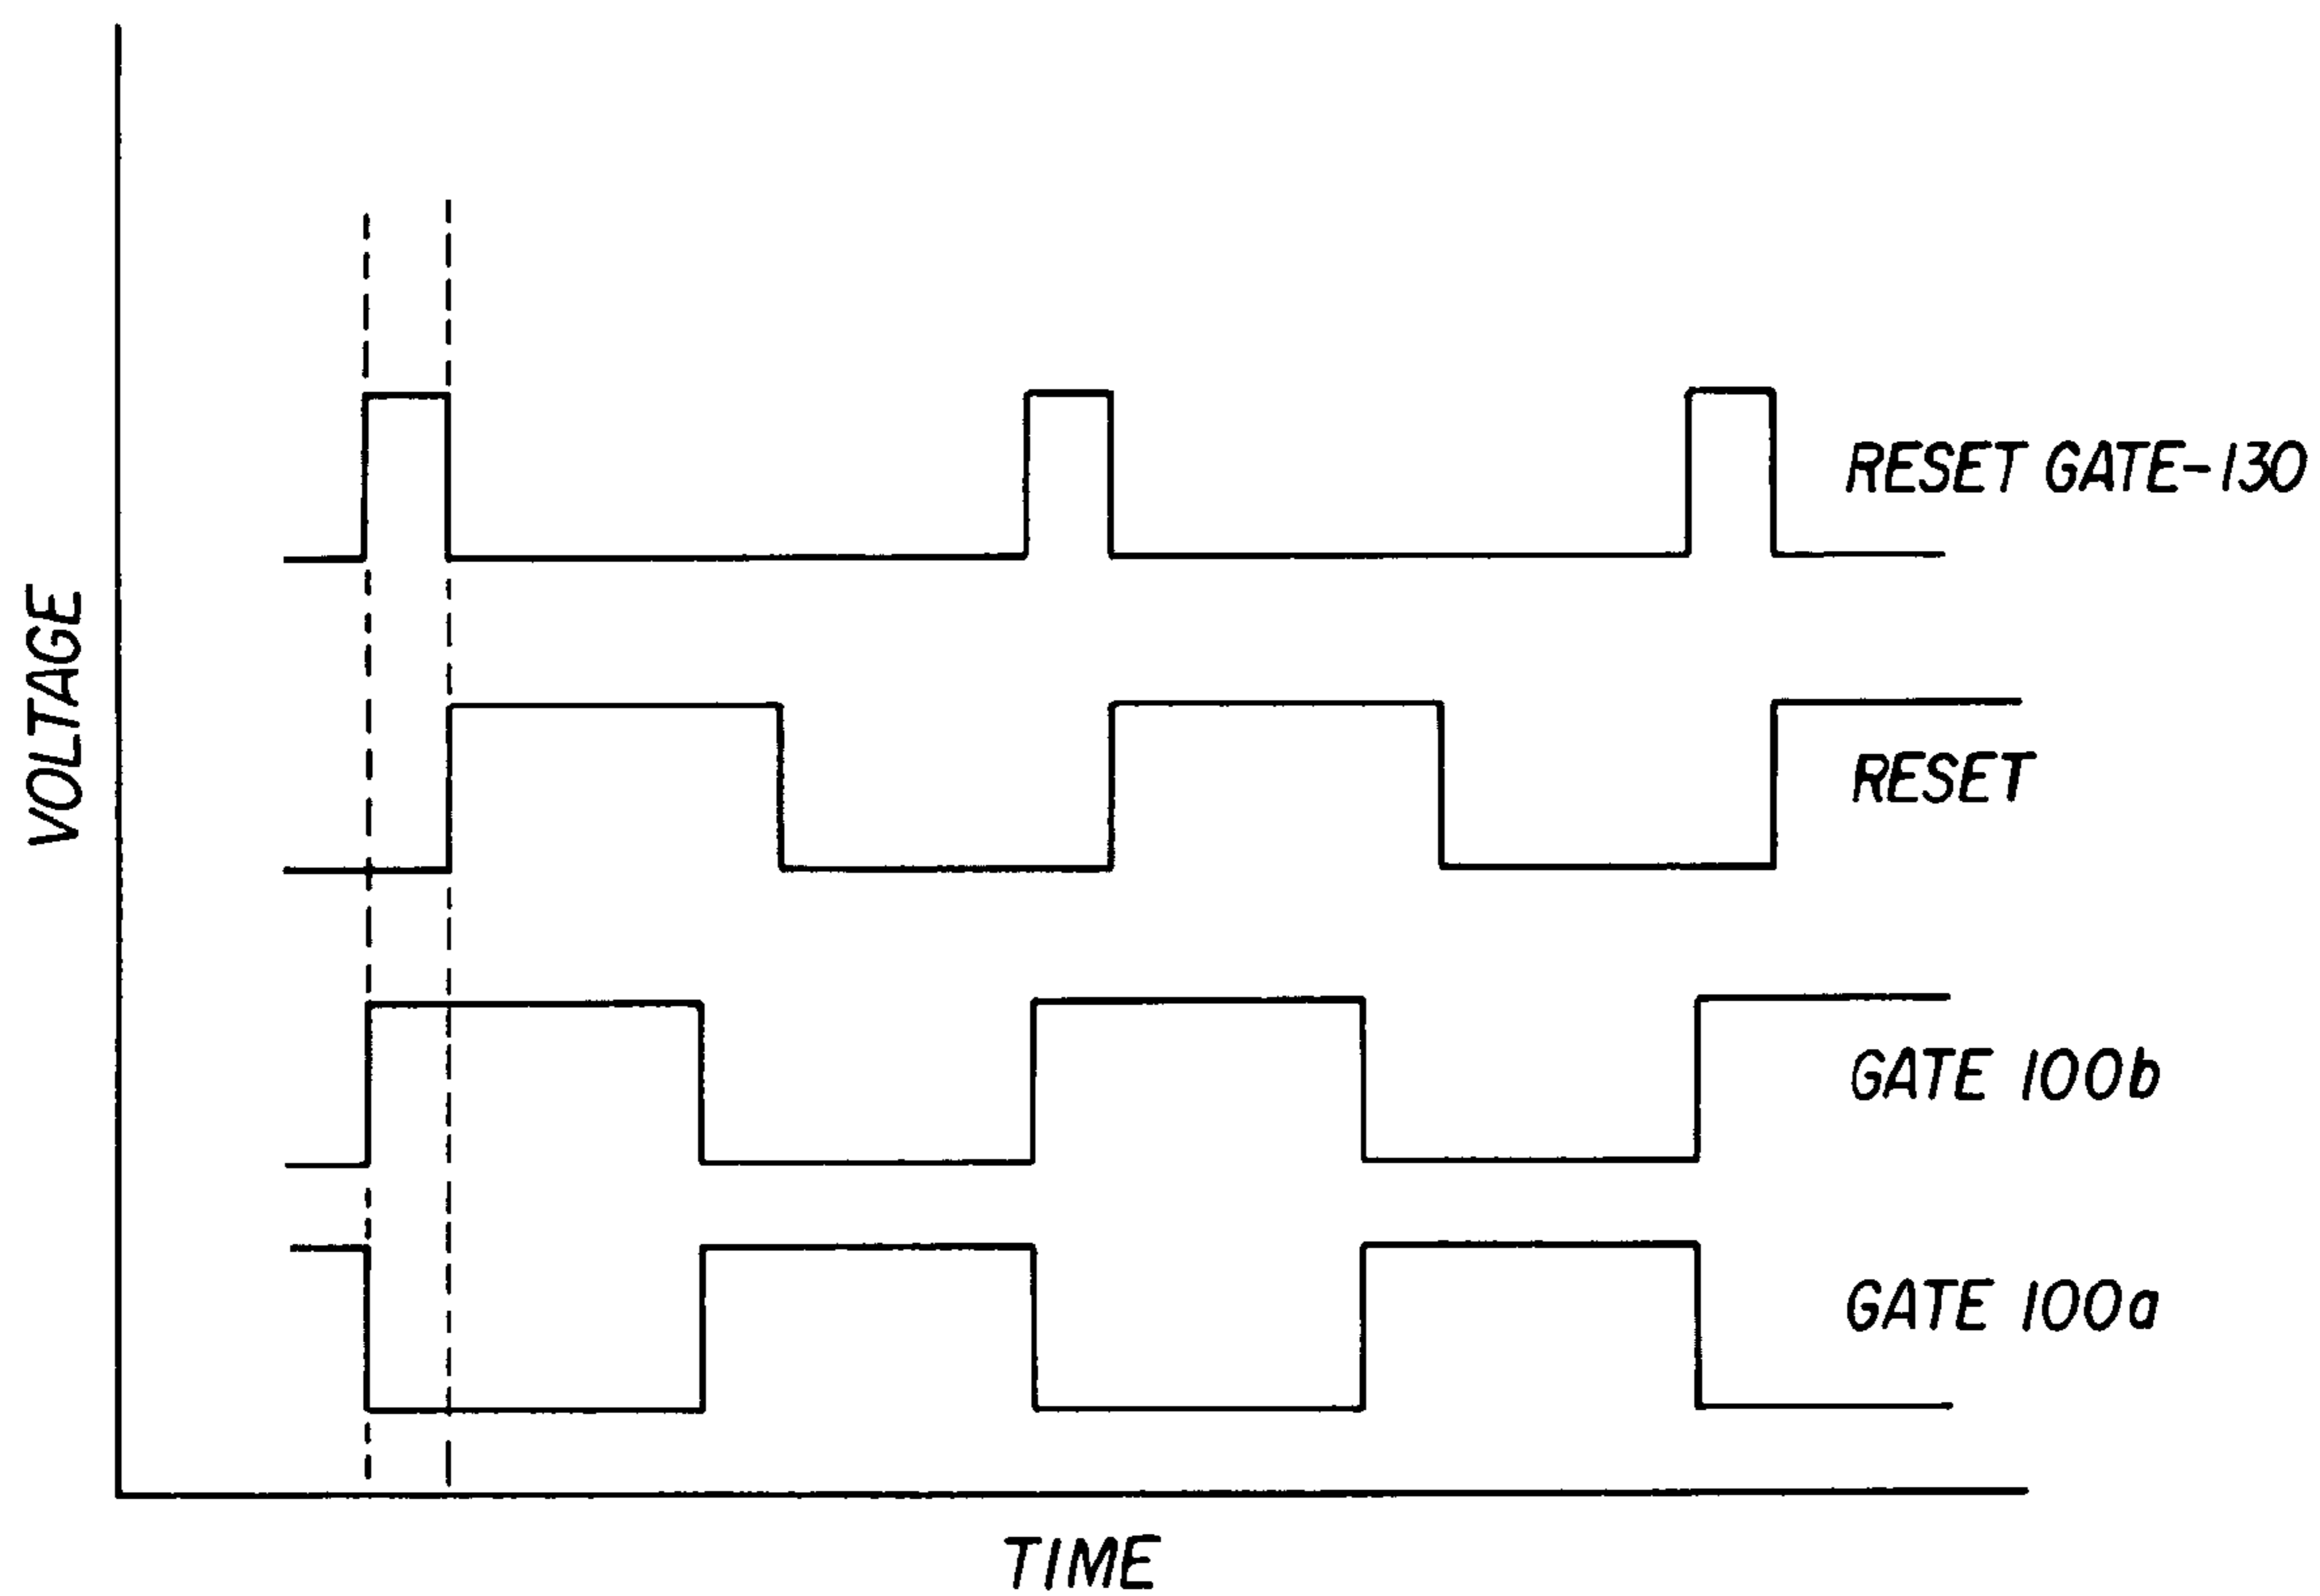 RESET GATE-130
VOLTAGE
RESET
GATE 100b
GATE 100a
TIME